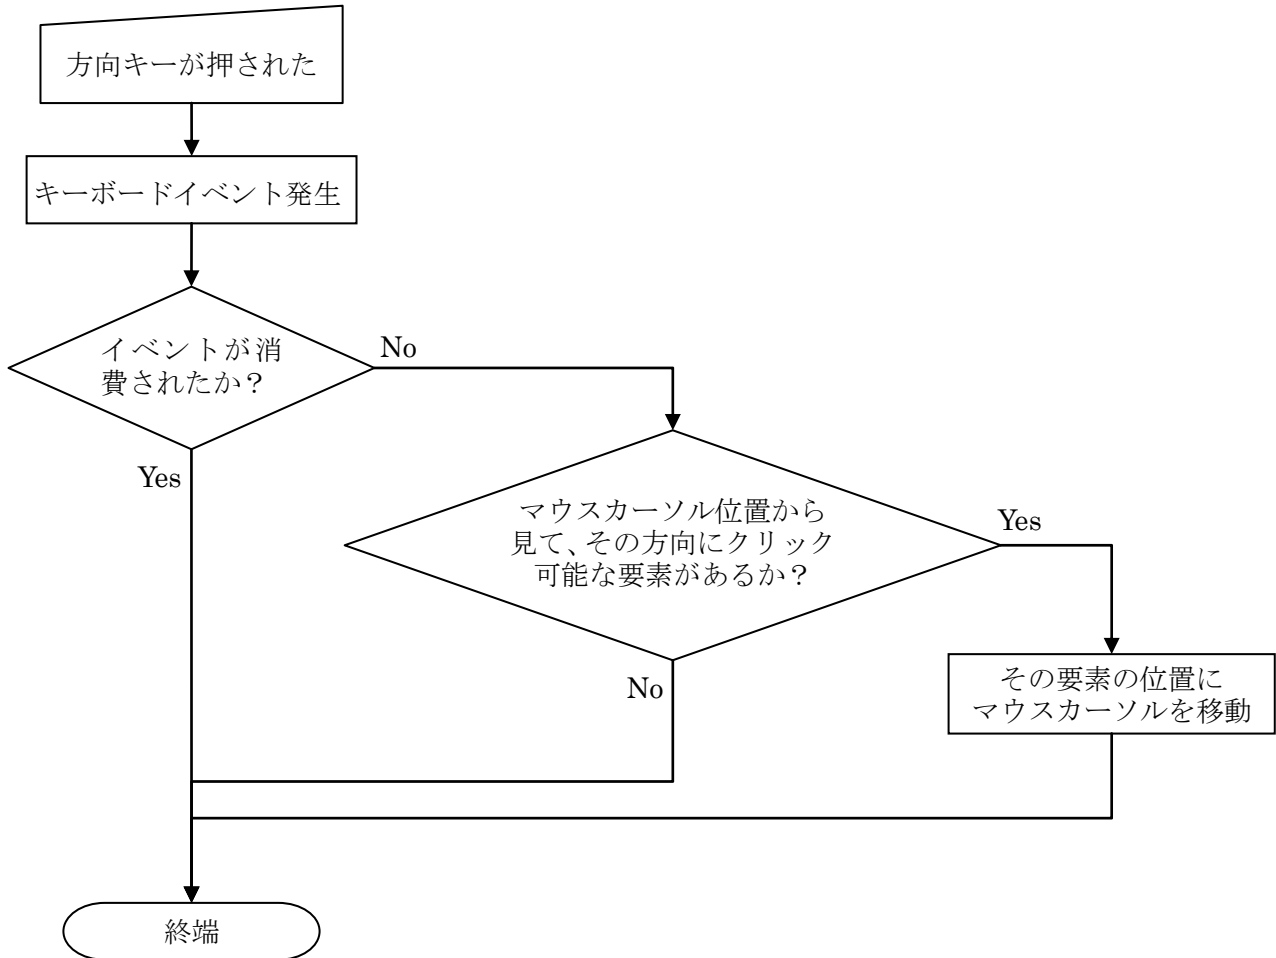 方向キーが押された
キーボードイベント発生
イベントが消
費されたか？
No
Yes
マウスカーソル位置から
見て、その方向にクリック
可能な要素があるか？
Yes
No
その要素の位置に
マウスカーソルを移動
終端